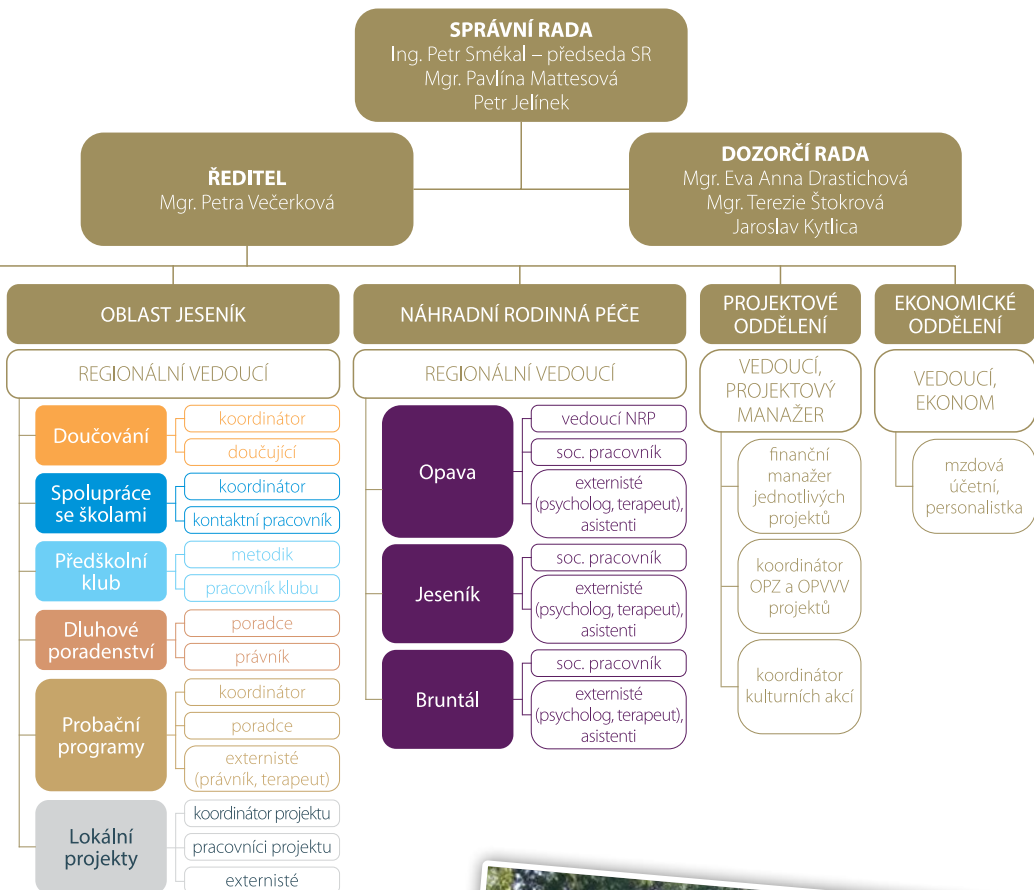 SPRÁVNÍ RADA
Ing. Petr Smékal – předseda SR
Mgr. Pavlína Mattesová
Petr Jelínek
ŘEDITEL
Mgr. Petra Večerková
DOZORČÍ RADA
Mgr. Eva Anna Drastichová
Mgr. Terezie Štokrová
Jaroslav Kytlica
OBLAST JESENÍK
REGIONÁLNÍ VEDOUCÍ
Doučování
koordinátor
doučující
Spolupráce
se školami
koordinátor
kontaktní pracovník
Předškolní
klub
metodik
pracovník klubu
Dluhové
poradenství
poradce
právník
Probační
programy
koordinátor
poradce
externisté
(právník, terapeut)
Lokální
projekty
koordinátor projektu
pracovníci projektu
externisté
NÁHRADNÍ RODINNÁ PÉČE
REGIONÁLNÍ VEDOUCÍ
Opava
vedoucí NRP
soc. pracovník
externisté
(psycholog, terapeut),
asistenti
Jeseník
soc. pracovník
externisté
(psycholog, terapeut),
asistenti
Bruntál
soc. pracovník
externisté
(psycholog, terapeut),
asistenti
PROJEKTOVÉ
ODDĚLENÍ
VEDOUCÍ,
PROJEKTOVÝ
MANAŽER
finanční
manažer
jednotlivých
projektů
koordinátor
OPZ a OPVVV
projektů
koordinátor
kulturních akcí
EKONOMICKÉ
ODDĚLENÍ
VEDOUCÍ,
EKONOM
mzdová
účetní,
personalistka